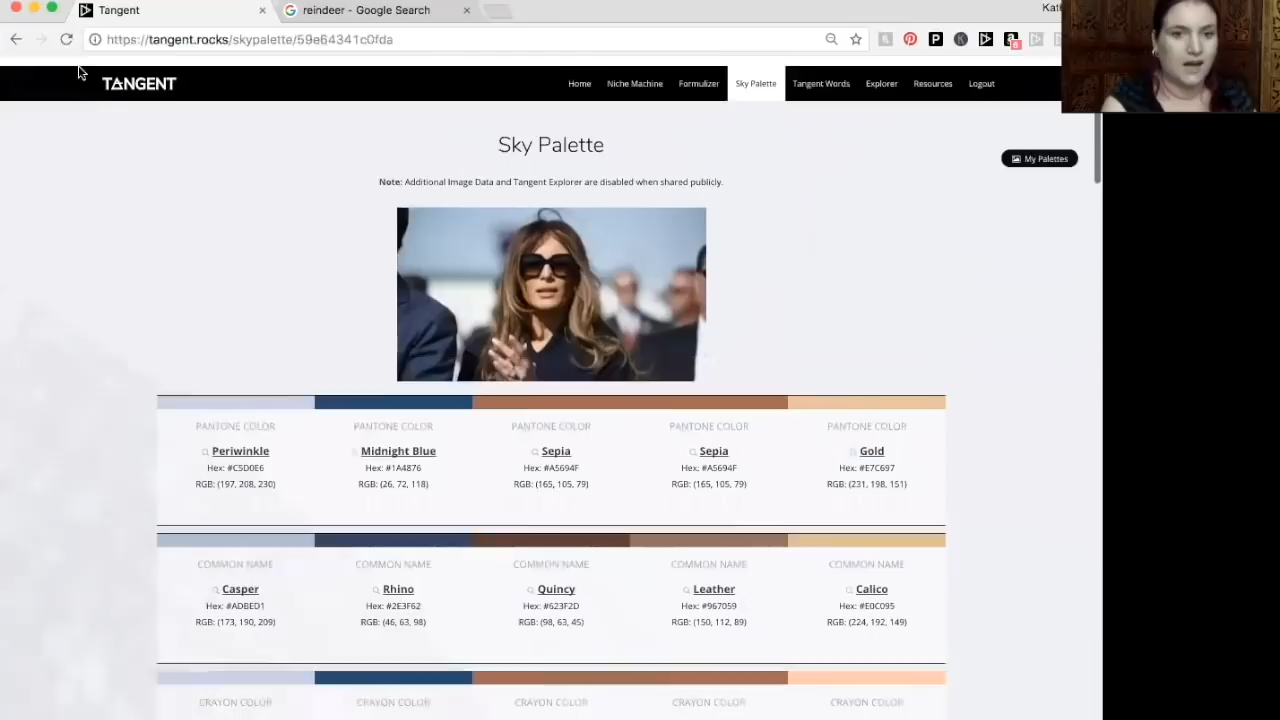 Tangent
reindeer - Google Search
Kat
https://tangent.rocks/skypalette/59e64341c0fda
6
TANGENT
Home Niche Machine Formulizer Sky Palette Tangent Words Explorer Resources Logout
Sky Palette
My Palettes
Note: Additional Image Data and Tangent Explorer are disabled when shared publicly.
PANTONE COLOR PANTONE COLOR PANTONE COLOR PANTONE COLOR PANTONE COLOR
Periwinkle Midnight Blue Sepia Sepia Gold
Hex: #C5D0E6 Hex: #1A4876 Hex: #A5694F Hex: #A5694F Hex: #E7C697
RGB: (197, 208, 230) RGB: (26, 72, 118) RGB: (165, 105, 79) RGB: (165, 105, 79) RGB: (231, 198, 151)
COMMON NAME COMMON NAME COMMON NAME COMMON NAME COMMON NAME
Casper Rhino Quincy Leather Calico
Hex: #ADBED1 Hex: #2E3F62 Hex: #623F2D Hex: #967059 Hex: #E0C095
RGB: (173, 190, 209) RGB: (46, 63, 98) RGB: (98, 63, 45) RGB: (150, 112, 89) RGB: (224, 192, 149)
CRAYON COLOR CRAYON COLOR CRAYON COLOR CRAYON COLOR CRAYON COLOR